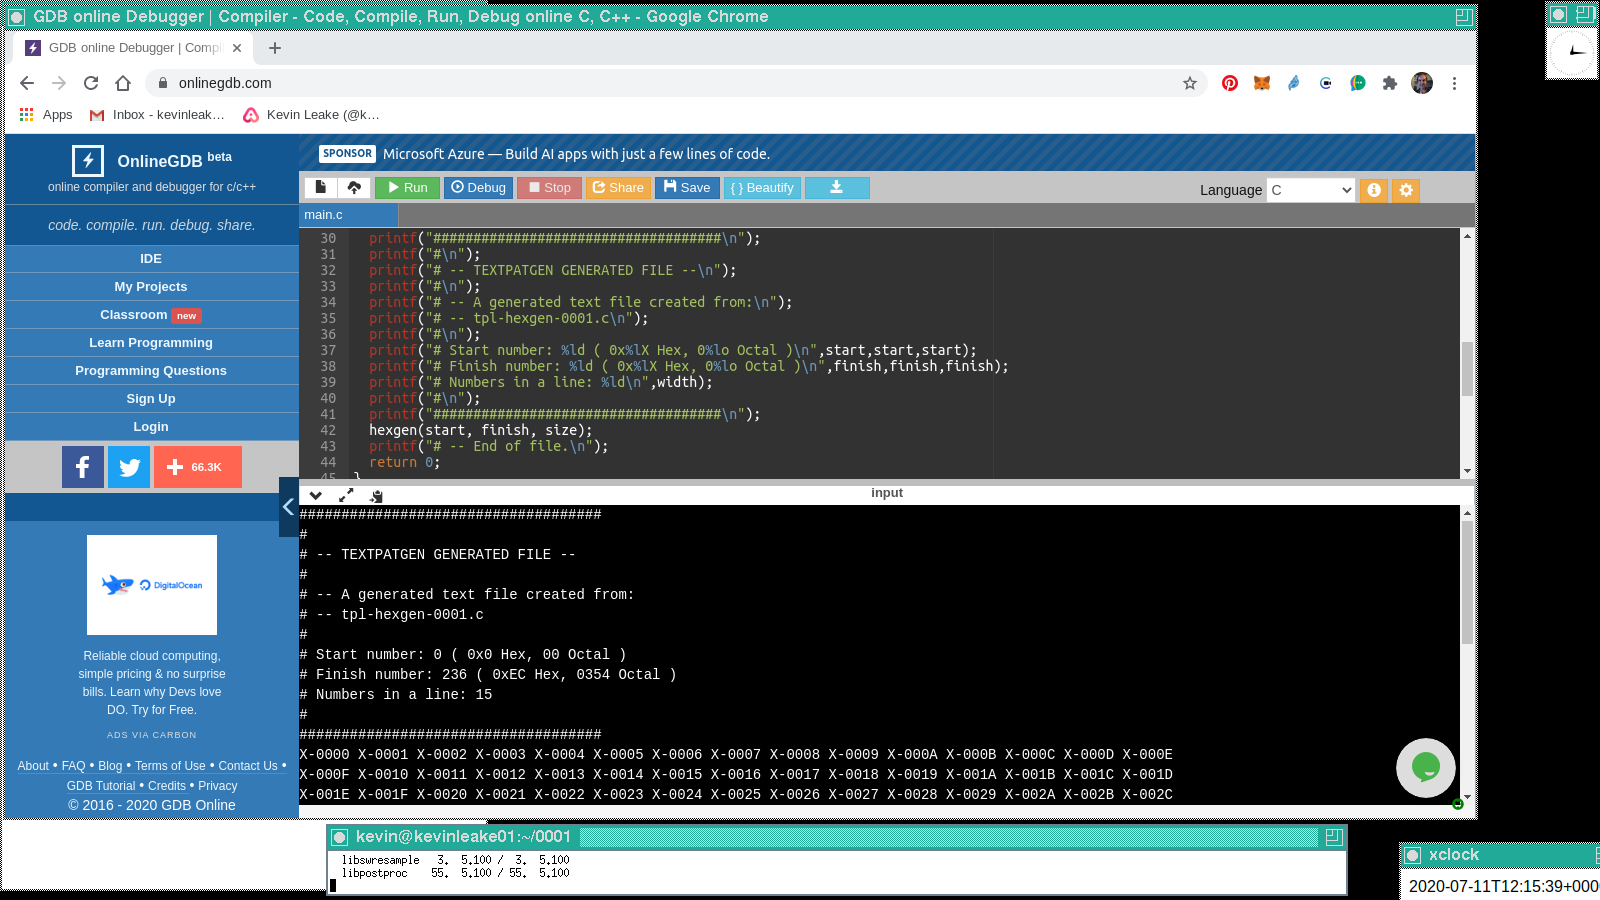 GDB online Debugger | Compiler - Code, Compile, Run, Debug online C, C++ - Google Chrome
GDB online Debugger | Compi
onlinegdb.com
Apps
Inbox - kevinleak…
Kevin Leake (@k…
OnlineGDB beta
online compiler and debugger for c/c++
code. compile. run. debug. share.
IDE
My Projects
Classroom new
Learn Programming
Programming Questions
Sign Up
Login
66.3K
DigitalOcean
Reliable cloud computing,
simple pricing & no surprise
bills. Learn why Devs love
DO. Try for Free.
ADS VIA CARBON
About • FAQ • Blog • Terms of Use • Contact Us •
GDB Tutorial • Credits • Privacy
© 2016 - 2020 GDB Online
SPONSOR Microsoft Azure — Build AI apps with just a few lines of code.
Run Debug Stop Share Save { } Beautify
Language C
main.c
30 printf("####################################\n");
31 printf("#\n");
32 printf("# -- TEXTPATGEN GENERATED FILE --\n");
33 printf("#\n");
34 printf("# -- A generated text file created from:\n");
35 printf("# -- tpl-hexgen-0001.c\n");
36 printf("#\n");
37 printf("# Start number: %ld ( 0x%lX Hex, 0%lo Octal )\n",start,start,start);
38 printf("# Finish number: %ld ( 0x%lX Hex, 0%lo Octal )\n",finish,finish,finish);
39 printf("# Numbers in a line: %ld\n",width);
40 printf("#\n");
41 printf("####################################\n");
42 hexgen(start, finish, size);
43 printf("# -- End of file.\n");
44 return 0;
45 }
input
####################################
#
# -- TEXTPATGEN GENERATED FILE --
#
# -- A generated text file created from:
# -- tpl-hexgen-0001.c
#
# Start number: 0 ( 0x0 Hex, 00 Octal )
# Finish number: 236 ( 0xEC Hex, 0354 Octal )
# Numbers in a line: 15
#
####################################
X-0000 X-0001 X-0002 X-0003 X-0004 X-0005 X-0006 X-0007 X-0008 X-0009 X-000A X-000B X-000C X-000D X-000E
X-000F X-0010 X-0011 X-0012 X-0013 X-0014 X-0015 X-0016 X-0017 X-0018 X-0019 X-001A X-001B X-001C X-001D
X-001E X-001F X-0020 X-0021 X-0022 X-0023 X-0024 X-0025 X-0026 X-0027 X-0028 X-0029 X-002A X-002B X-002C
kevin@kevinleake01:~/0001
libswresample 3. 5.100 / 3. 5.100
libpostproc 55. 5.100 / 55. 5.100
xclock
2020-07-11T12:15:39+000